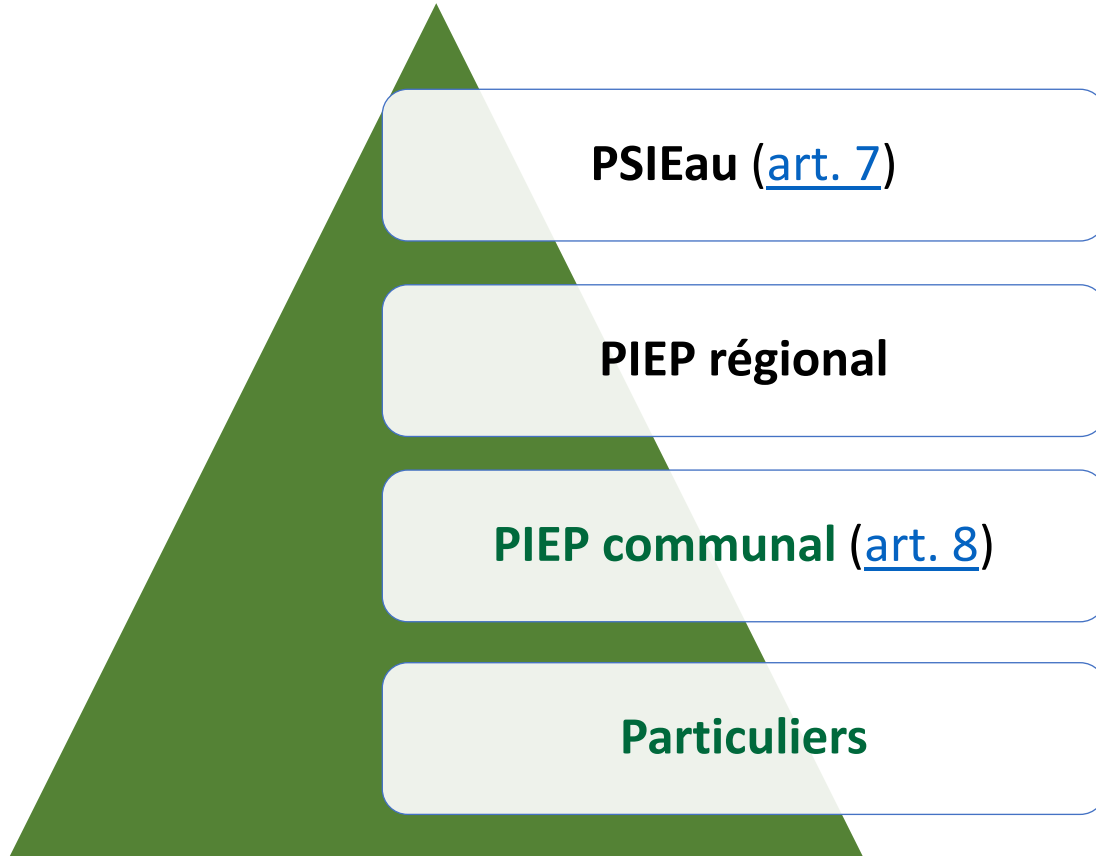 PSIEau (art. 7)
PIEP régional
PIEP communal (art. 8)
Particuliers